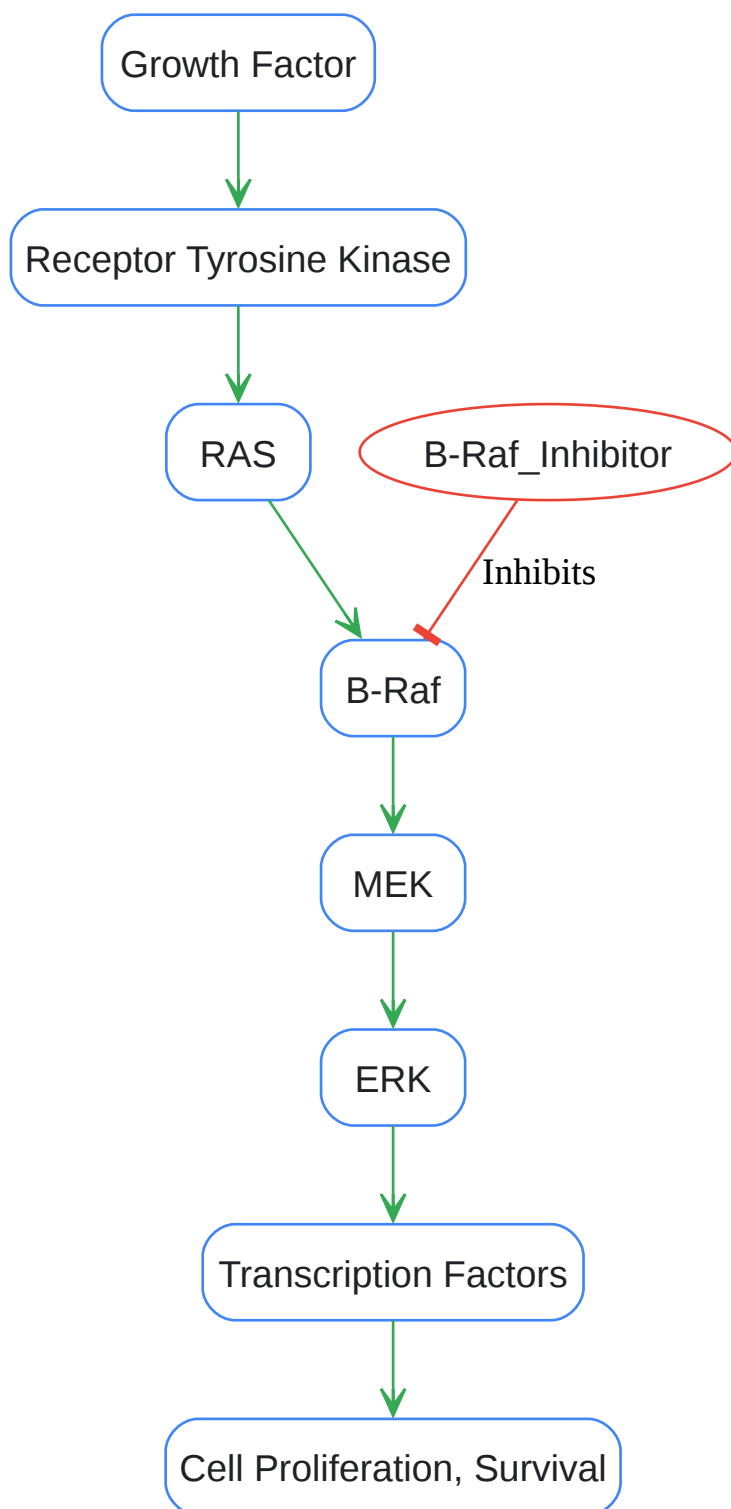 Growth Factor
Receptor Tyrosine Kinase
RAS
B-Raf_Inhibitor
Inhibits
B-Raf
MEK
ERK
Transcription Factors
Cell Proliferation, Survival